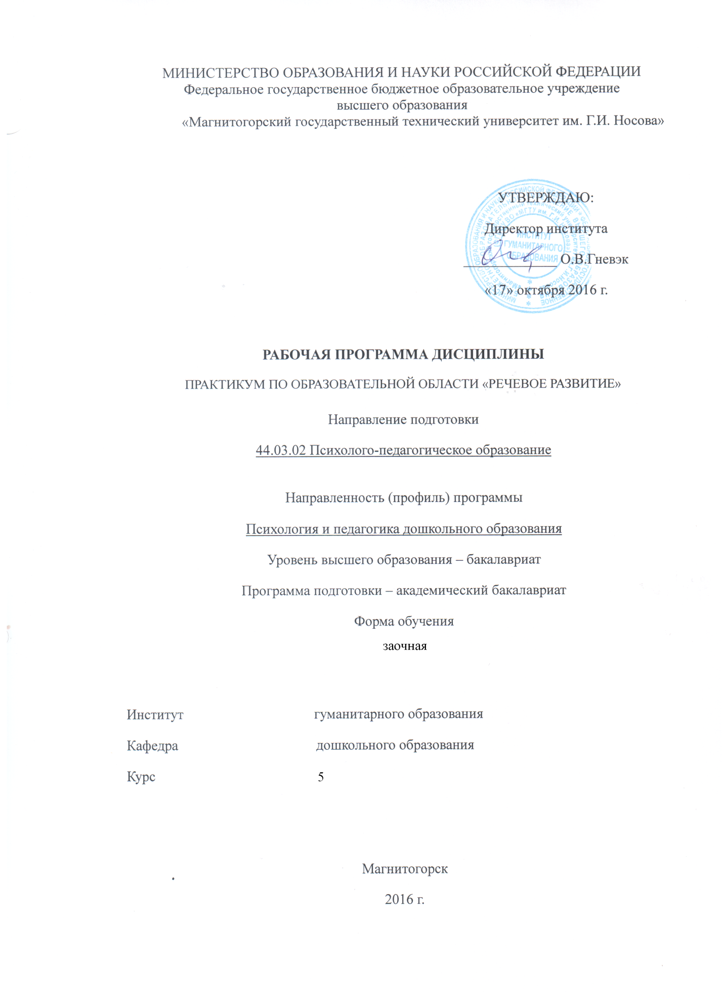 МИНИСТЕРСТВО ОБРАЗОВАНИЯ И НАУКИ РОССИЙСКОЙ ФЕДЕРАЦИИ
Федеральное государственное бюджетное образовательное учреждение
высшего образования
«Магнитогорский государственный технический университет им. Г.И. Носова»
УТВЕРЖДАЮ:
Директор института
О.В.Гневэк
«17» октября 2016 г.
ИНСТИТУТ
ГУМАНИТАРНОГО
ОБРАЗОВАНИЯ
РАБОЧАЯ ПРОГРАММА ДИСЦИПЛИНЫ
ПРАКТИКУМ ПО ОБРАЗОВАТЕЛЬНОЙ ОБЛАСТИ «РЕЧЕВОЕ РАЗВИТИЕ»
Направление подготовки
44.03.02 Психолого-педагогическое образование
Направленность (профиль) программы
Психология и педагогика дошкольного образования
Уровень высшего образования – бакалавриат
Программа подготовки – академический бакалавриат
Форма обучения
заочная
Институт гуманитарного образования
Кафедра дошкольного образования
Курс 5
Магнитогорск
2016 г.